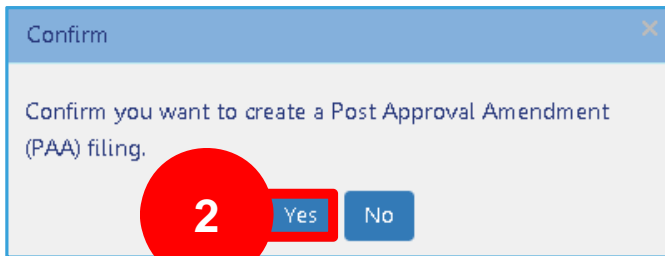 Confirm ×
Confirm you want to create a Post Approval Amendment
(PAA) filing.
2 Yes No